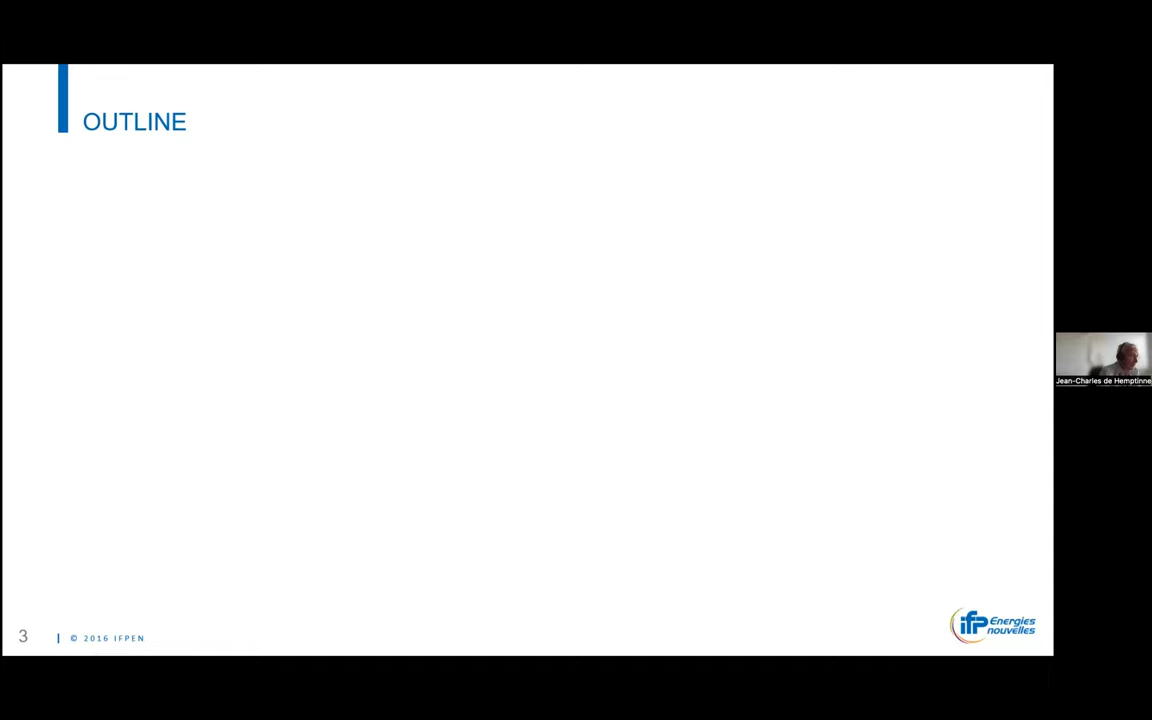 OUTLINE
Jean-Charles de Hemptinne
3
© 2016 IFPEN
ifp Energies
nouvelles